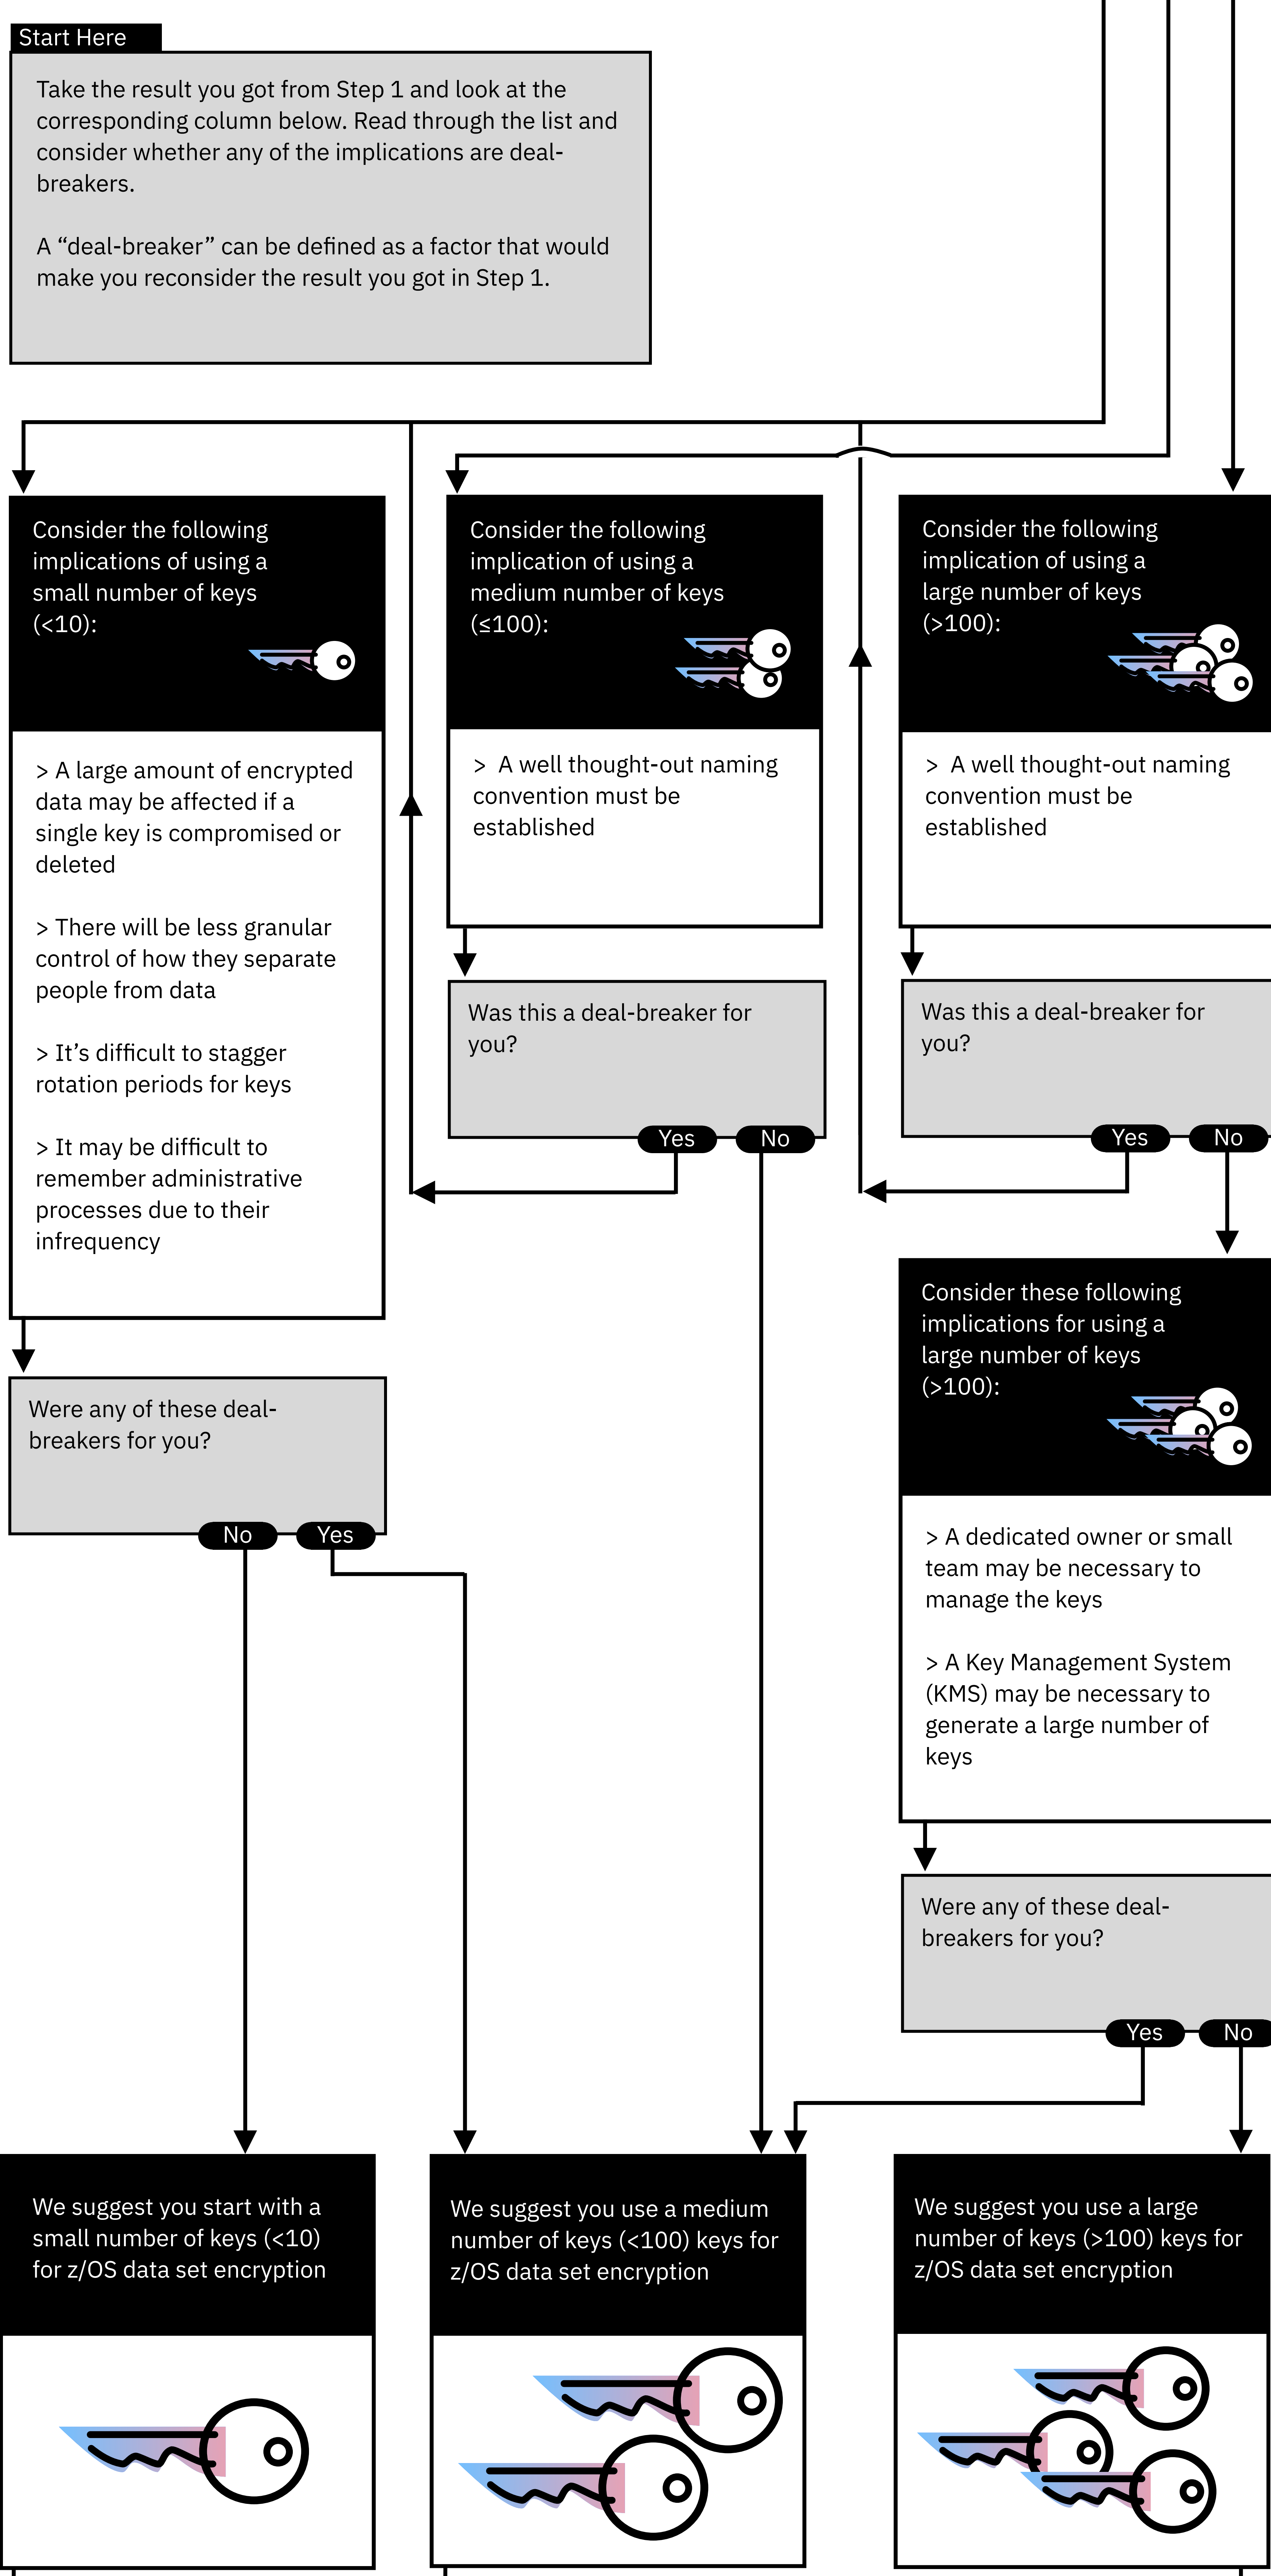 Start Here
Take the result you got from Step 1 and look at the
corresponding column below. Read through the list and
consider whether any of the implications are deal-
breakers.
A “deal-breaker” can be defined as a factor that would
make you reconsider the result you got in Step 1.
Consider the following
implications of using a
small number of keys
(<10):
> A large amount of encrypted
data may be affected if a
single key is compromised or
deleted
> There will be less granular
control of how they separate
people from data
> It’s difficult to stagger
rotation periods for keys
> It may be difficult to
remember administrative
processes due to their
infrequency
Were any of these deal-
breakers for you?
No
Yes
Consider the following
implication of using a
medium number of keys
(≤100):
> A well thought-out naming
convention must be
established
Was this a deal-breaker for
you?
Yes
No
Consider the following
implication of using a
large number of keys
(>100):
> A well thought-out naming
convention must be
established
Was this a deal-breaker for
you?
Yes
No
Consider these following
implications for using a
large number of keys
(>100):
> A dedicated owner or small
team may be necessary to
manage the keys
> A Key Management System
(KMS) may be necessary to
generate a large number of
keys
Were any of these deal-
breakers for you?
Yes
No
We suggest you start with a
small number of keys (<10)
for z/OS data set encryption
We suggest you use a medium
number of keys (<100) keys for
z/OS data set encryption
We suggest you use a large
number of keys (>100) keys for
z/OS data set encryption